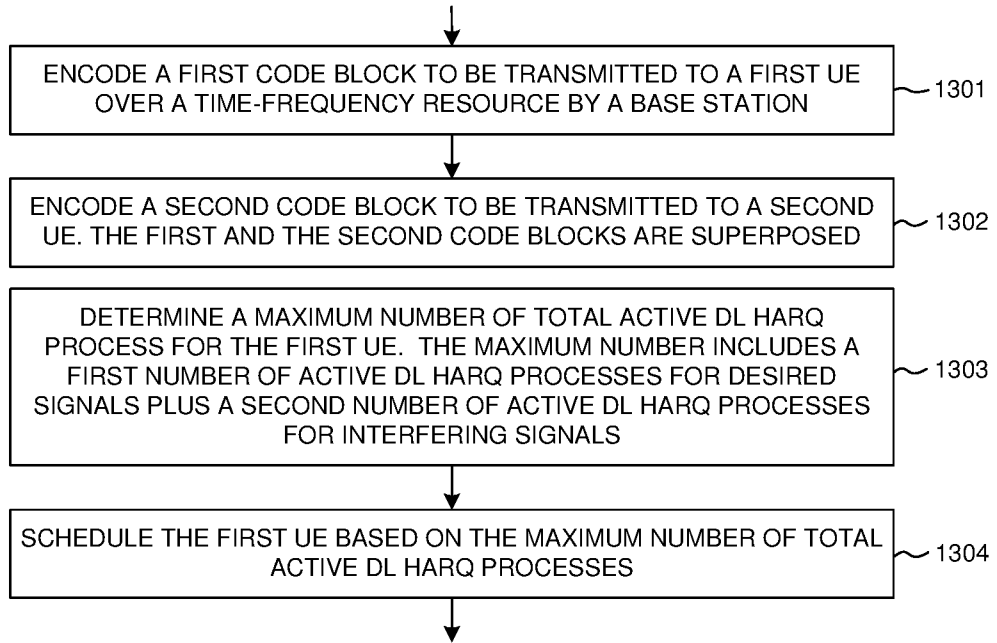 ENCODE A FIRST CODE BLOCK TO BE TRANSMITTED TO A FIRST UE
OVER A TIME-FREQUENCY RESOURCE BY A BASE STATION
1301
ENCODE A SECOND CODE BLOCK TO BE TRANSMITTED TO A SECOND
UE. THE FIRST AND THE SECOND CODE BLOCKS ARE SUPERPOSED
1302
DETERMINE A MAXIMUM NUMBER OF TOTAL ACTIVE DL HARQ
PROCESS FOR THE FIRST UE. THE MAXIMUM NUMBER INCLUDES A
FIRST NUMBER OF ACTIVE DL HARQ PROCESSES FOR DESIRED
SIGNALS PLUS A SECOND NUMBER OF ACTIVE DL HARQ PROCESSES
FOR INTERFERING SIGNALS
1303
SCHEDULE THE FIRST UE BASED ON THE MAXIMUM NUMBER OF TOTAL
ACTIVE DL HARQ PROCESSES
1304